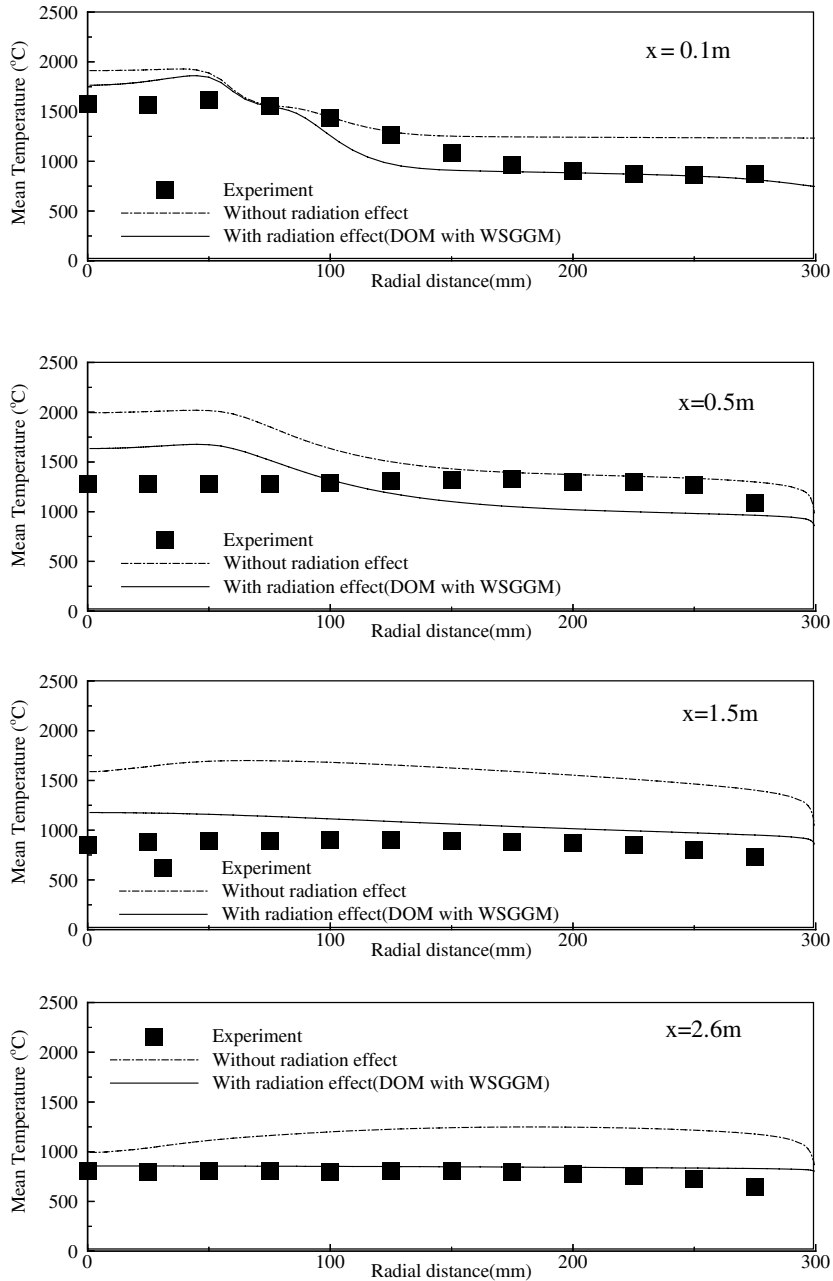 2500
x = 0.1m
2000
1500
1000
500
0
Mean Temperature (°C)
Experiment
Without radiation effect
With radiation effect(DOM with WSGGM)
0 100 200 300
Radial distance(mm)
2500
x=0.5m
2000
1500
1000
500
0
Mean Temperature (°C)
Experiment
Without radiation effect
With radiation effect(DOM with WSGGM)
0 100 200 300
Radial distance(mm)
2500
x=1.5m
2000
1500
1000
500
0
Mean Temperature (°C)
Experiment
Without radiation effect
With radiation effect(DOM with WSGGM)
0 100 200 300
Radial distance(mm)
2500
x=2.6m
2000
1500
1000
500
0
Mean Temperature (°C)
Experiment
Without radiation effect
With radiation effect(DOM with WSGGM)
0 100 200 300
Radial distance(mm)